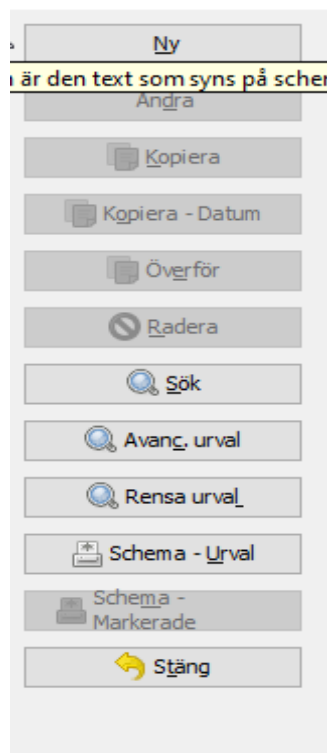 Ny
är den text som syns på scher
Ändra
Kopiera
Kopiera - Datum
Överför
Radera
Sök
Avanc. urval
Rensa urval
Schema - Urval
Schema -
Markerade
Stäng